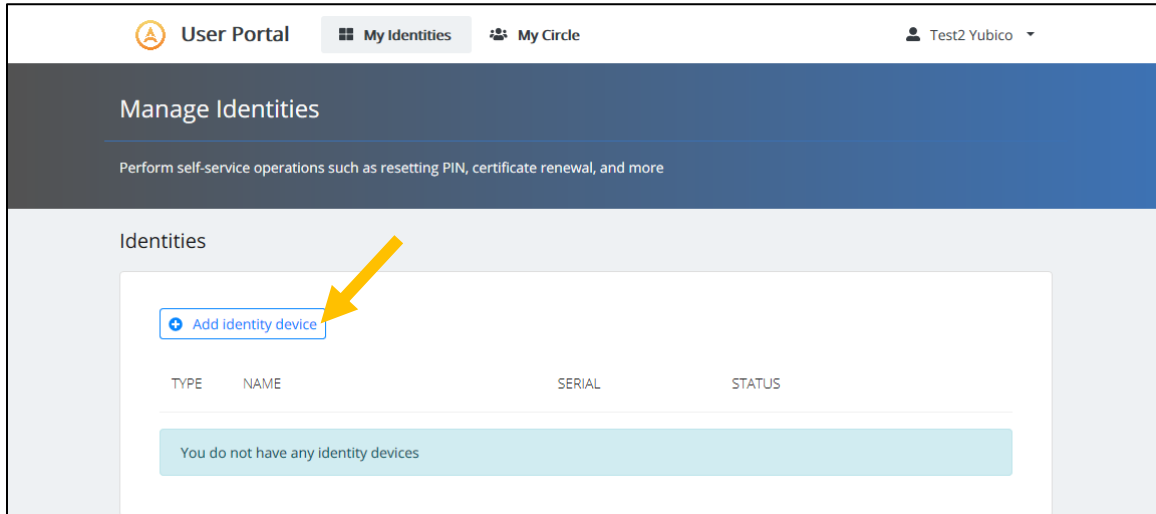 User Portal My Identities My Circle Test2 Yubico
Manage Identities
Perform self-service operations such as resetting PIN, certificate renewal, and more
Identities
Add identity device
TYPE NAME SERIAL STATUS
You do not have any identity devices